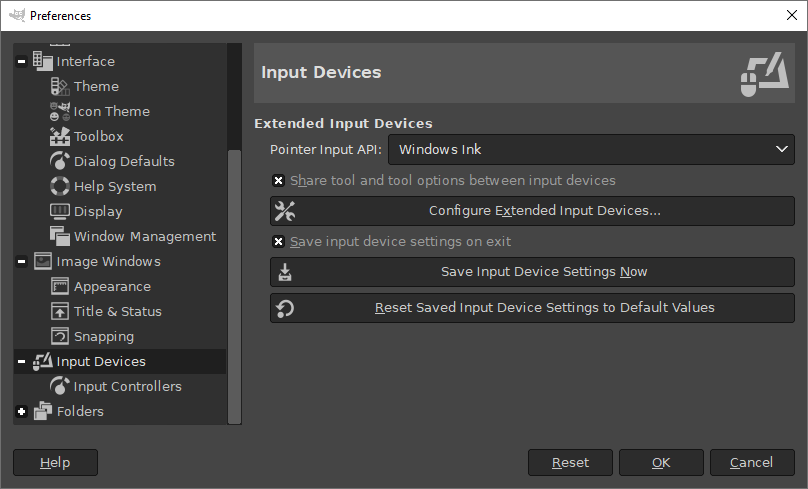 Preferences
Interface
Theme
Icon Theme
Toolbox
Dialog Defaults
Help System
Display
Window Management
Image Windows
Appearance
Title & Status
Snapping
Input Devices
Input Controllers
Folders
Input Devices
Extended Input Devices
Pointer Input API: Windows Ink
Share tool and tool options between input devices
Configure Extended Input Devices...
Save input device settings on exit
Save Input Device Settings Now
Reset Saved Input Device Settings to Default Values
Help Reset OK Cancel